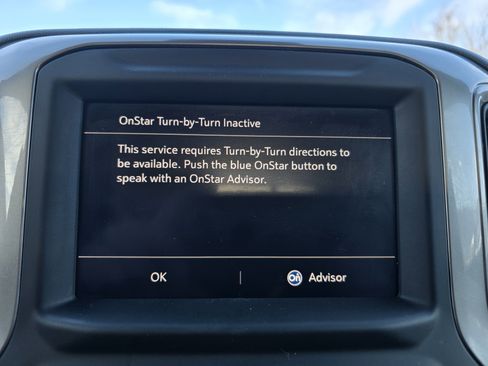 OnStar Turn-by-Turn Inactive
This service requires Turn-by-Turn directions to
be available. Push the blue OnStar button to
speak with an OnStar Advisor.
OK | On Advisor